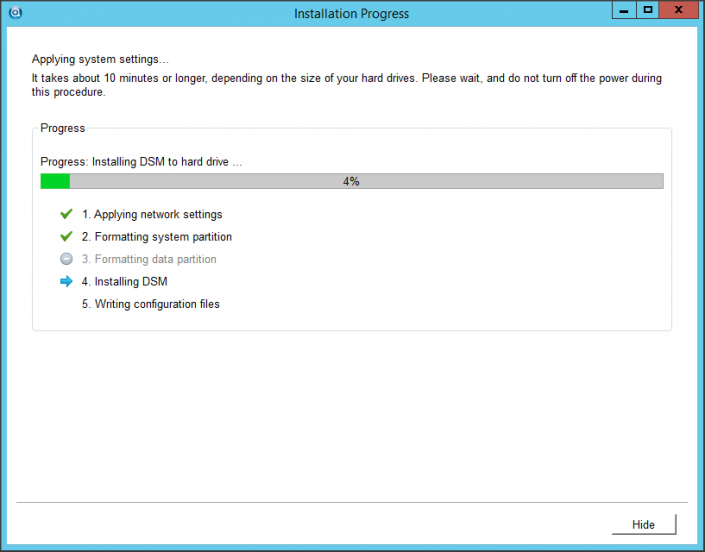 Installation Progress
Applying system settings...
It takes about 10 minutes or longer, depending on the size of your hard drives. Please wait, and do not turn off the power during
this procedure.
Progress
Progress: Installing DSM to hard drive ...
4%
1. Applying network settings
2. Formatting system partition
3. Formatting data partition
4. Installing DSM
5. Writing configuration files
Hide